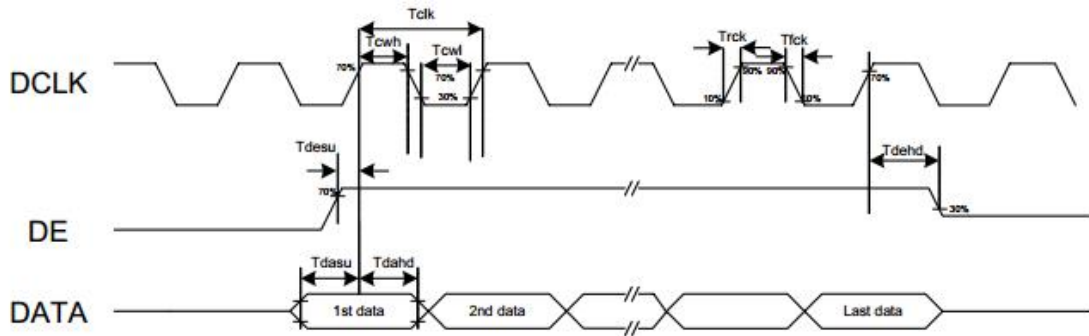 Tclk
Tcwh Tcwl Trck Tfck
DCLK 70% 70% 30% 10% 90% 90% 10% 70%
Tdesu Tdehd
70% 30%
DE
Tdasu Tdahd
DATA 1st data 2nd data // Last data